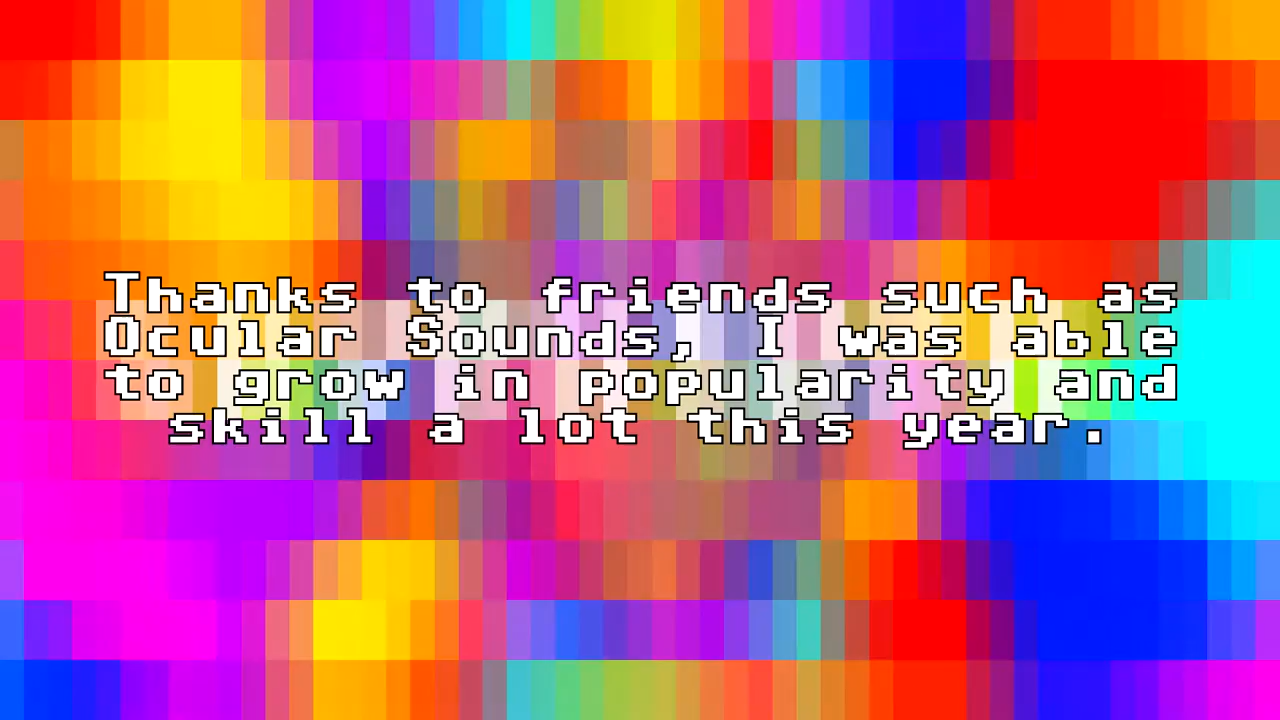 Thanks to friends such as
Ocular Sounds, I was able
to grow in popularity and
skill a lot this year.